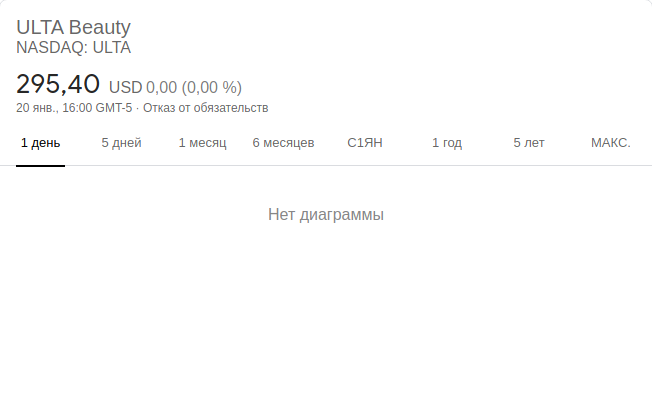 ULTA Beauty
NASDAQ: ULTA
295,40 USD 0,00 (0,00 %)
20 янв., 16:00 GMT-5 · Отказ от обязательств
1 день 5 дней 1 месяц 6 месяцев С1ЯН 1 год 5 лет МАКС.
Нет диаграммы